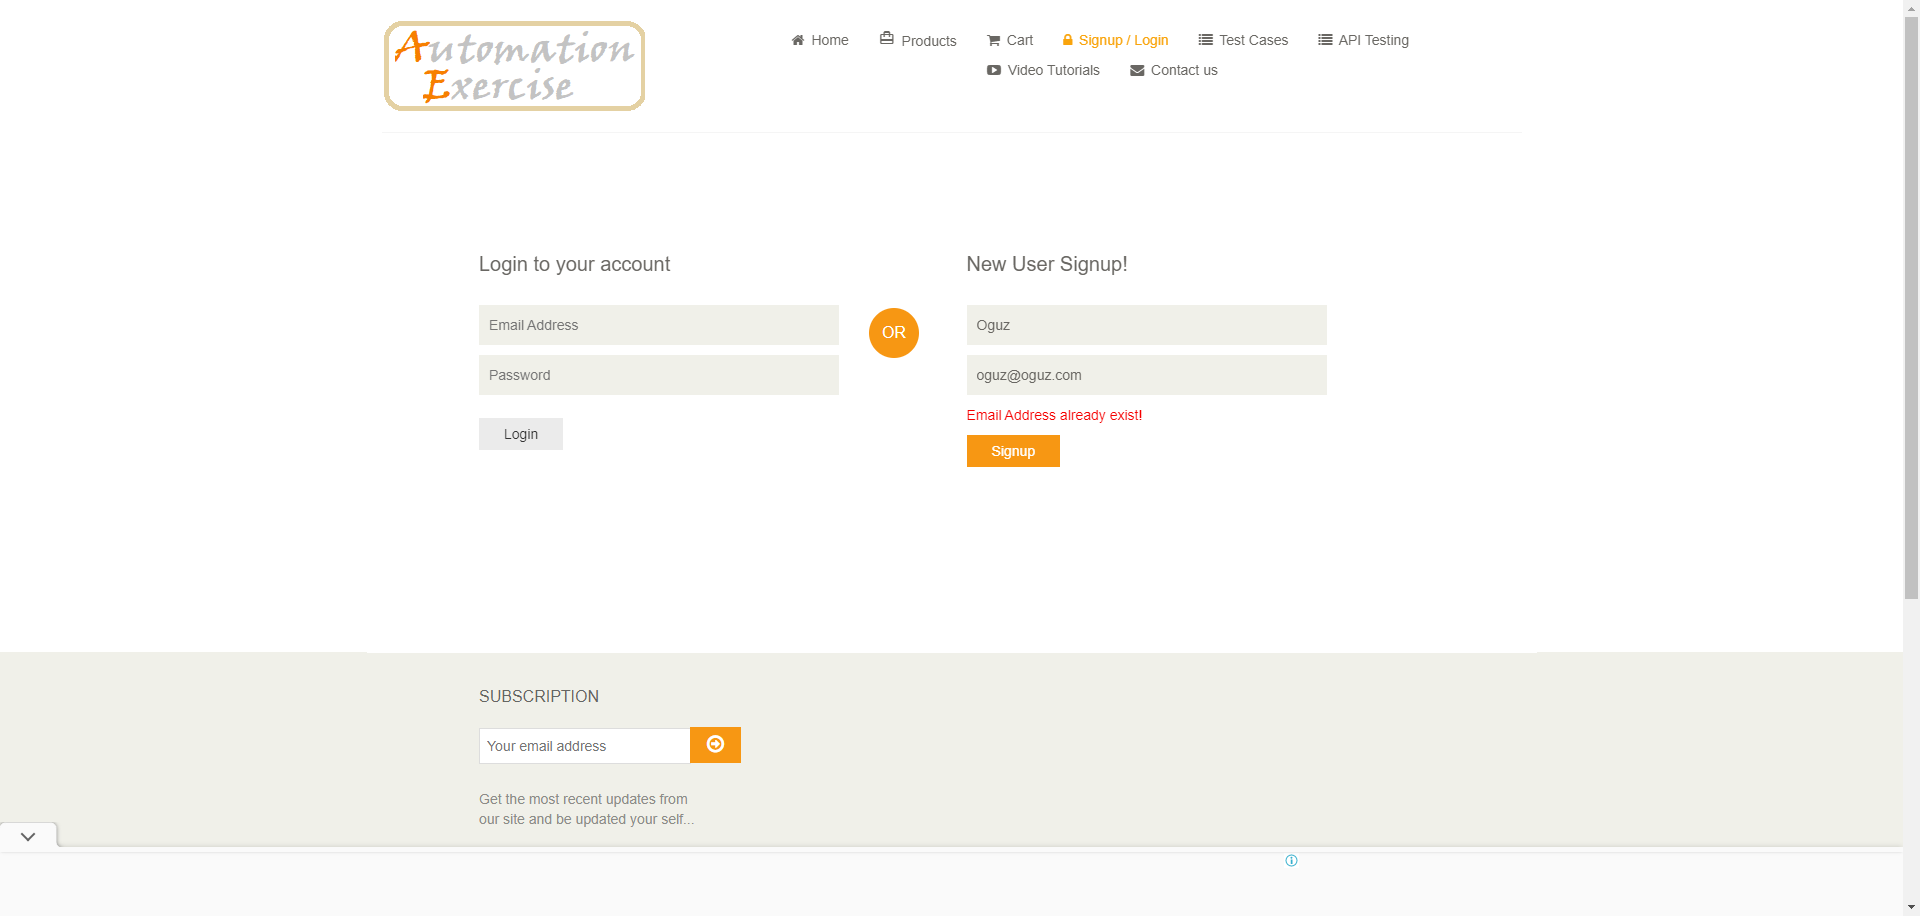 Automation
Exercise
Home
Products
Cart
Signup / Login
Test Cases
API Testing
Video Tutorials
Contact us
Login to your account
Email Address
Password
Login
OR
New User Signup!
Oguz
oguz@oguz.com
Email Address already exist!
Signup
SUBSCRIPTION
Your email address
Get the most recent updates from
our site and be updated your self...